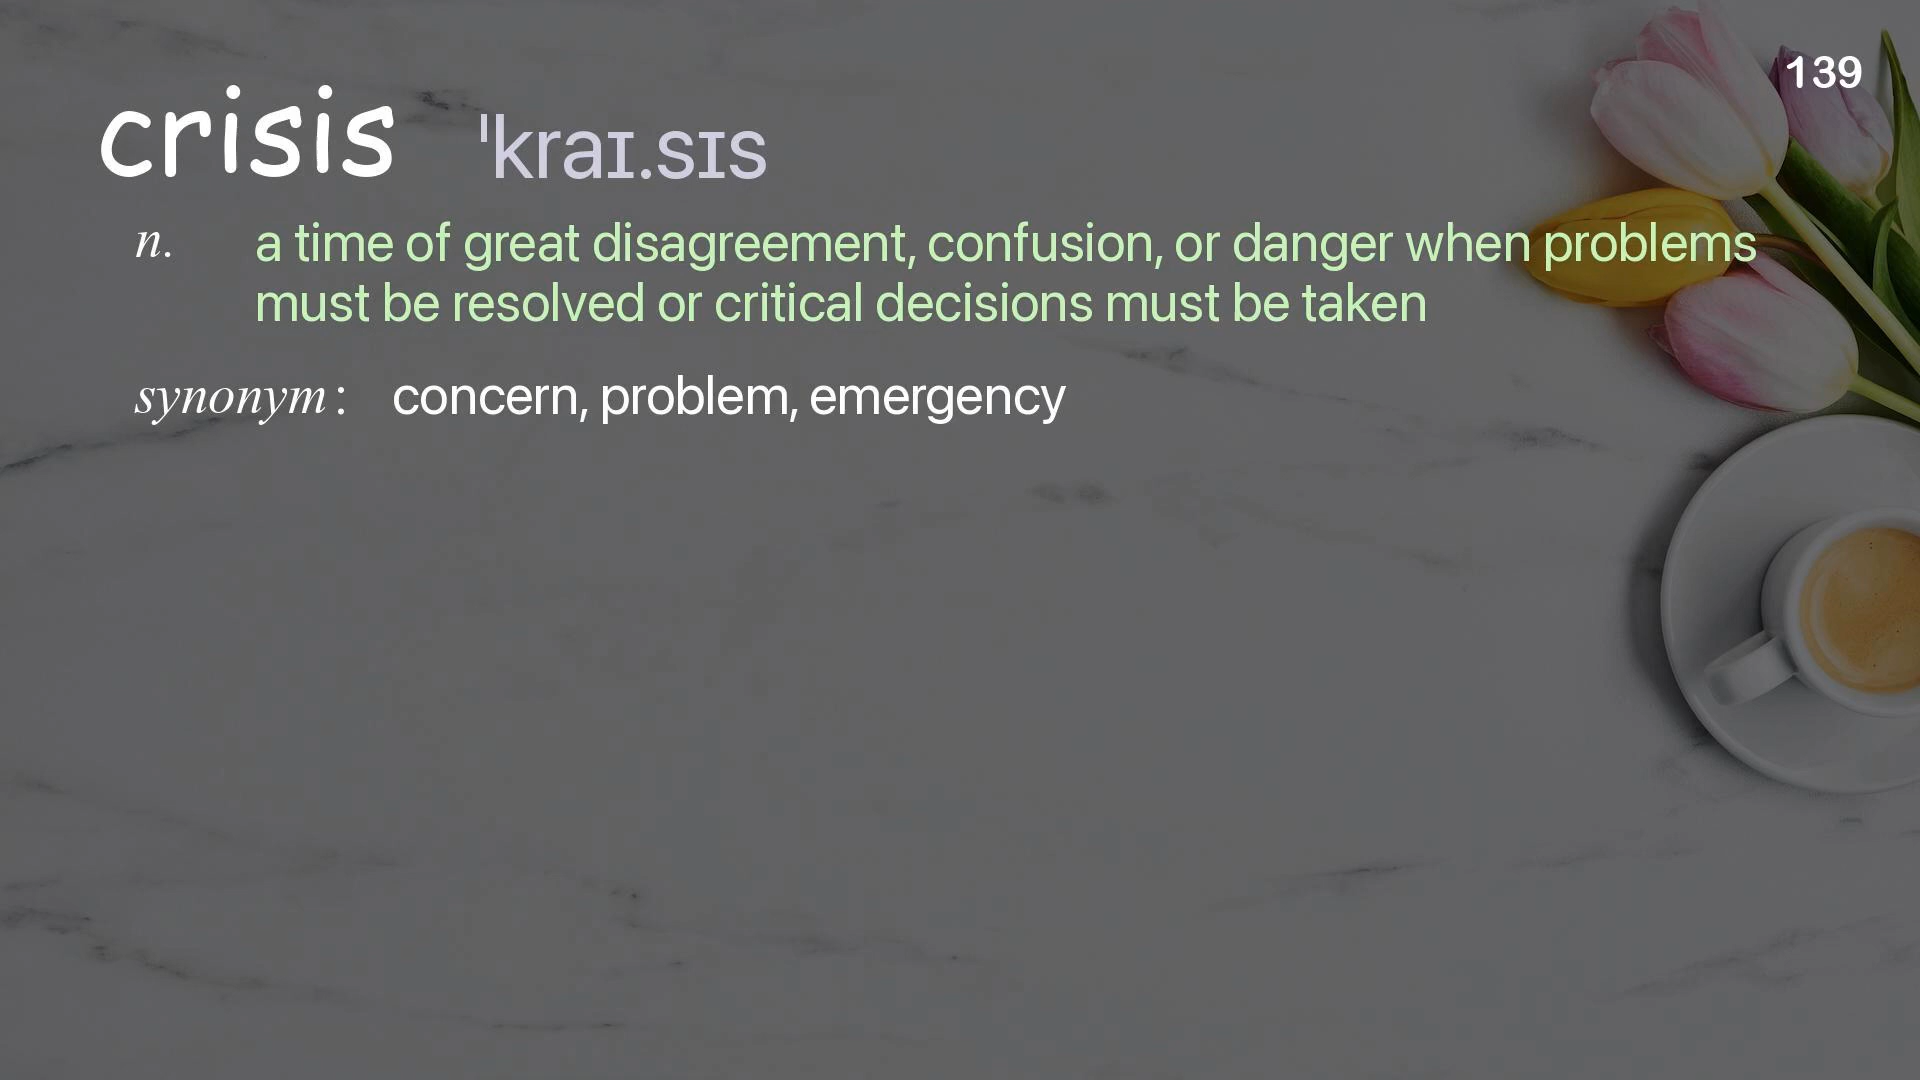 139
crisis ˈkraɪ.sɪs
n. a time of great disagreement, confusion, or danger when problems
must be resolved or critical decisions must be taken
synonym: concern, problem, emergency